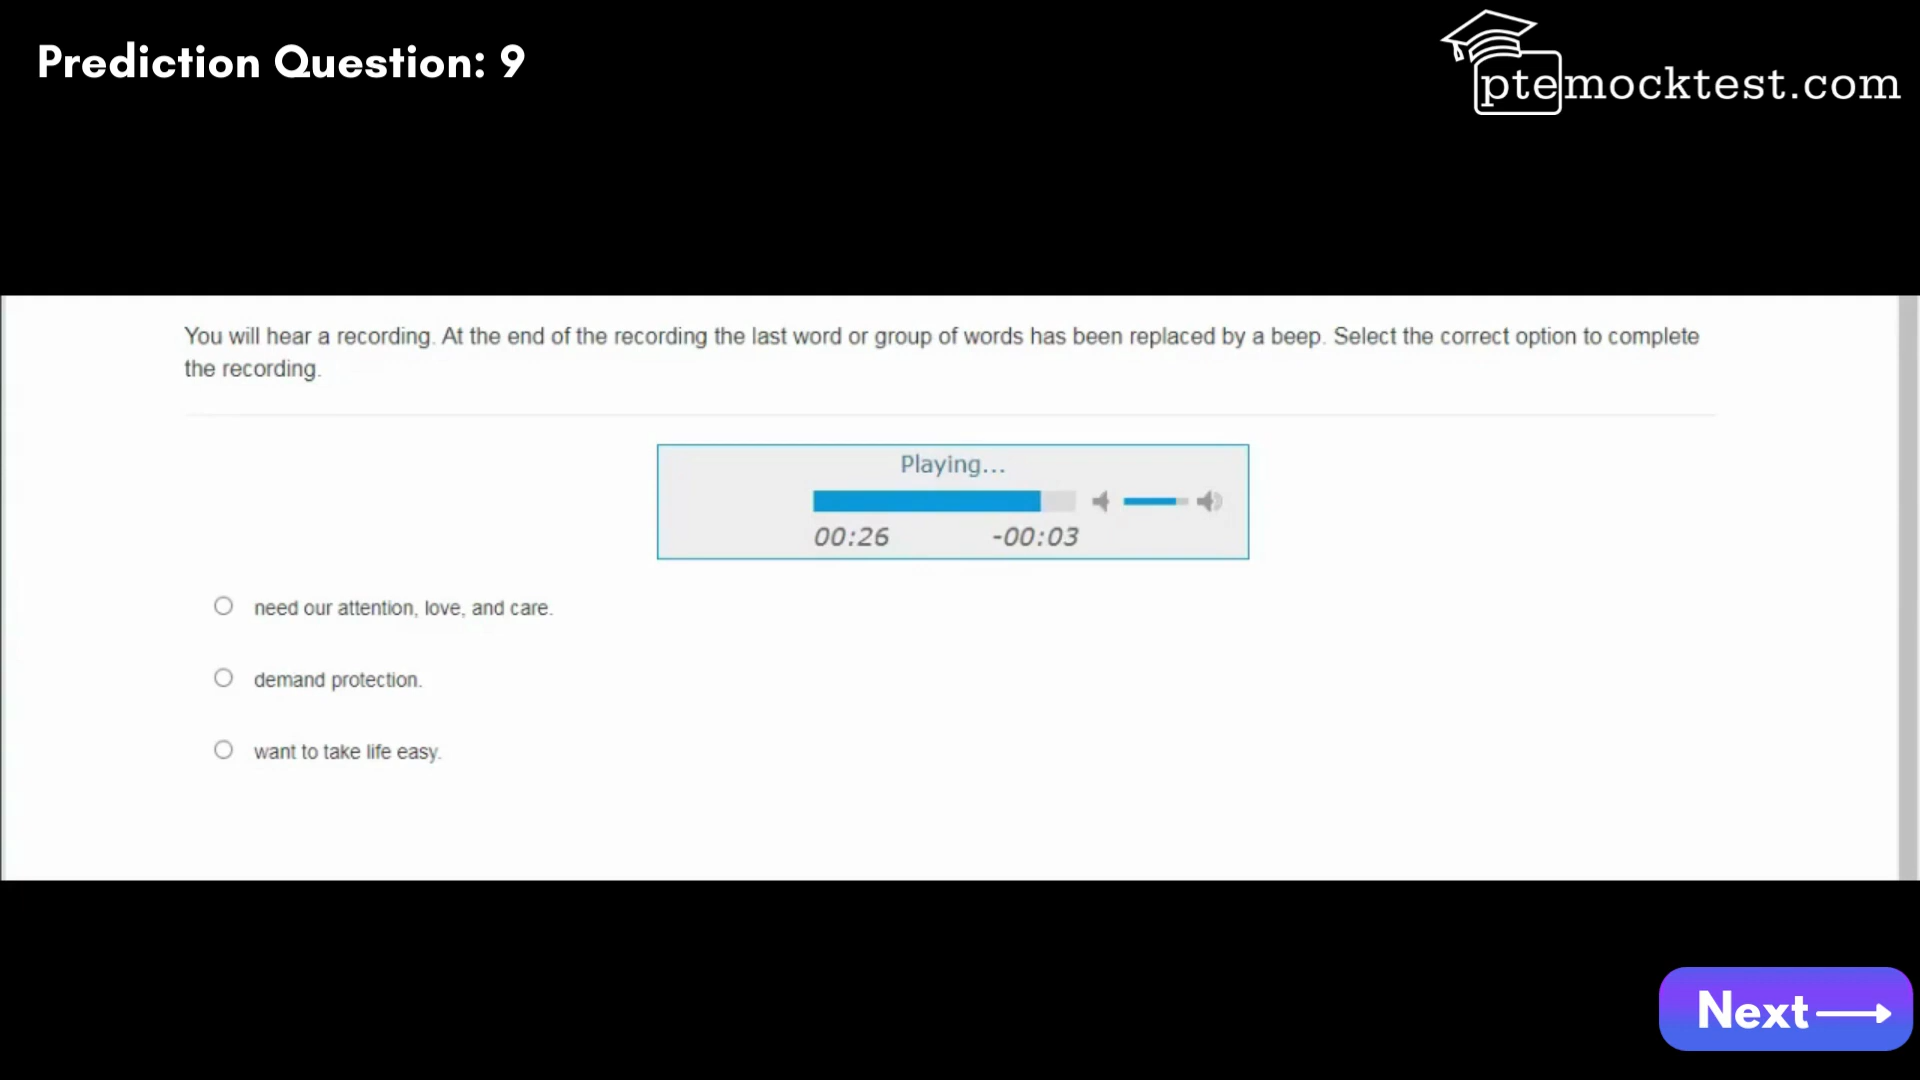 Prediction Question: 9
ptemocktest.com
You will hear a recording. At the end of the recording the last word or group of words has been replaced by a beep. Select the correct option to complete
the recording.
Playing...
00:26 -00:03
need our attention, love, and care.
demand protection.
want to take life easy.
Next